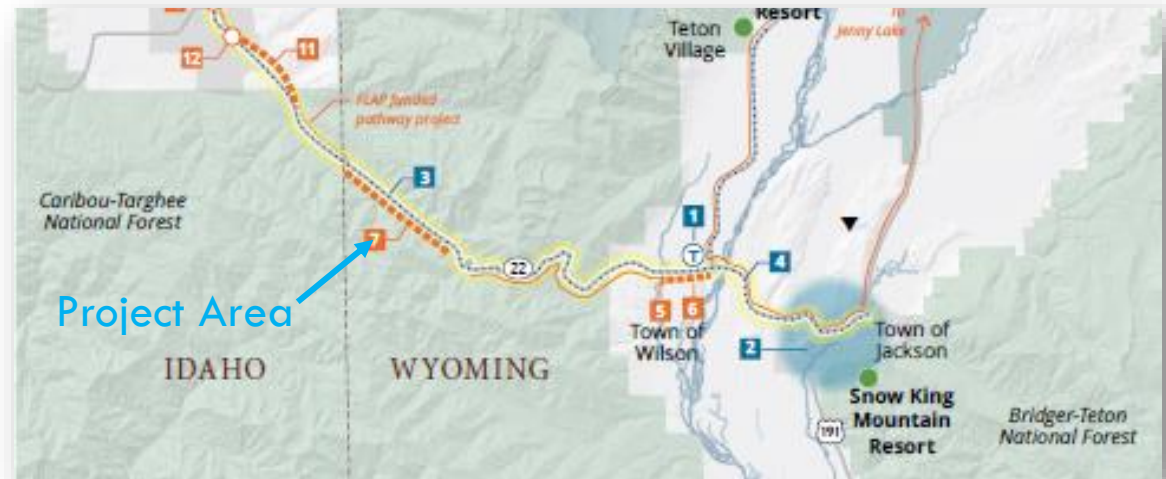 Resort
Teton
Village
To
Jenny Lake
12
11
FLAP funded
pathway project
3
Caribou-Targhee
National Forest
7
1
T
22
4
Project Area
5
6
Town of
Wilson
2
Town of
Jackson
IDAHO
WYOMING
Snow King
Mountain
Resort
191
Bridger-Teton
National Forest